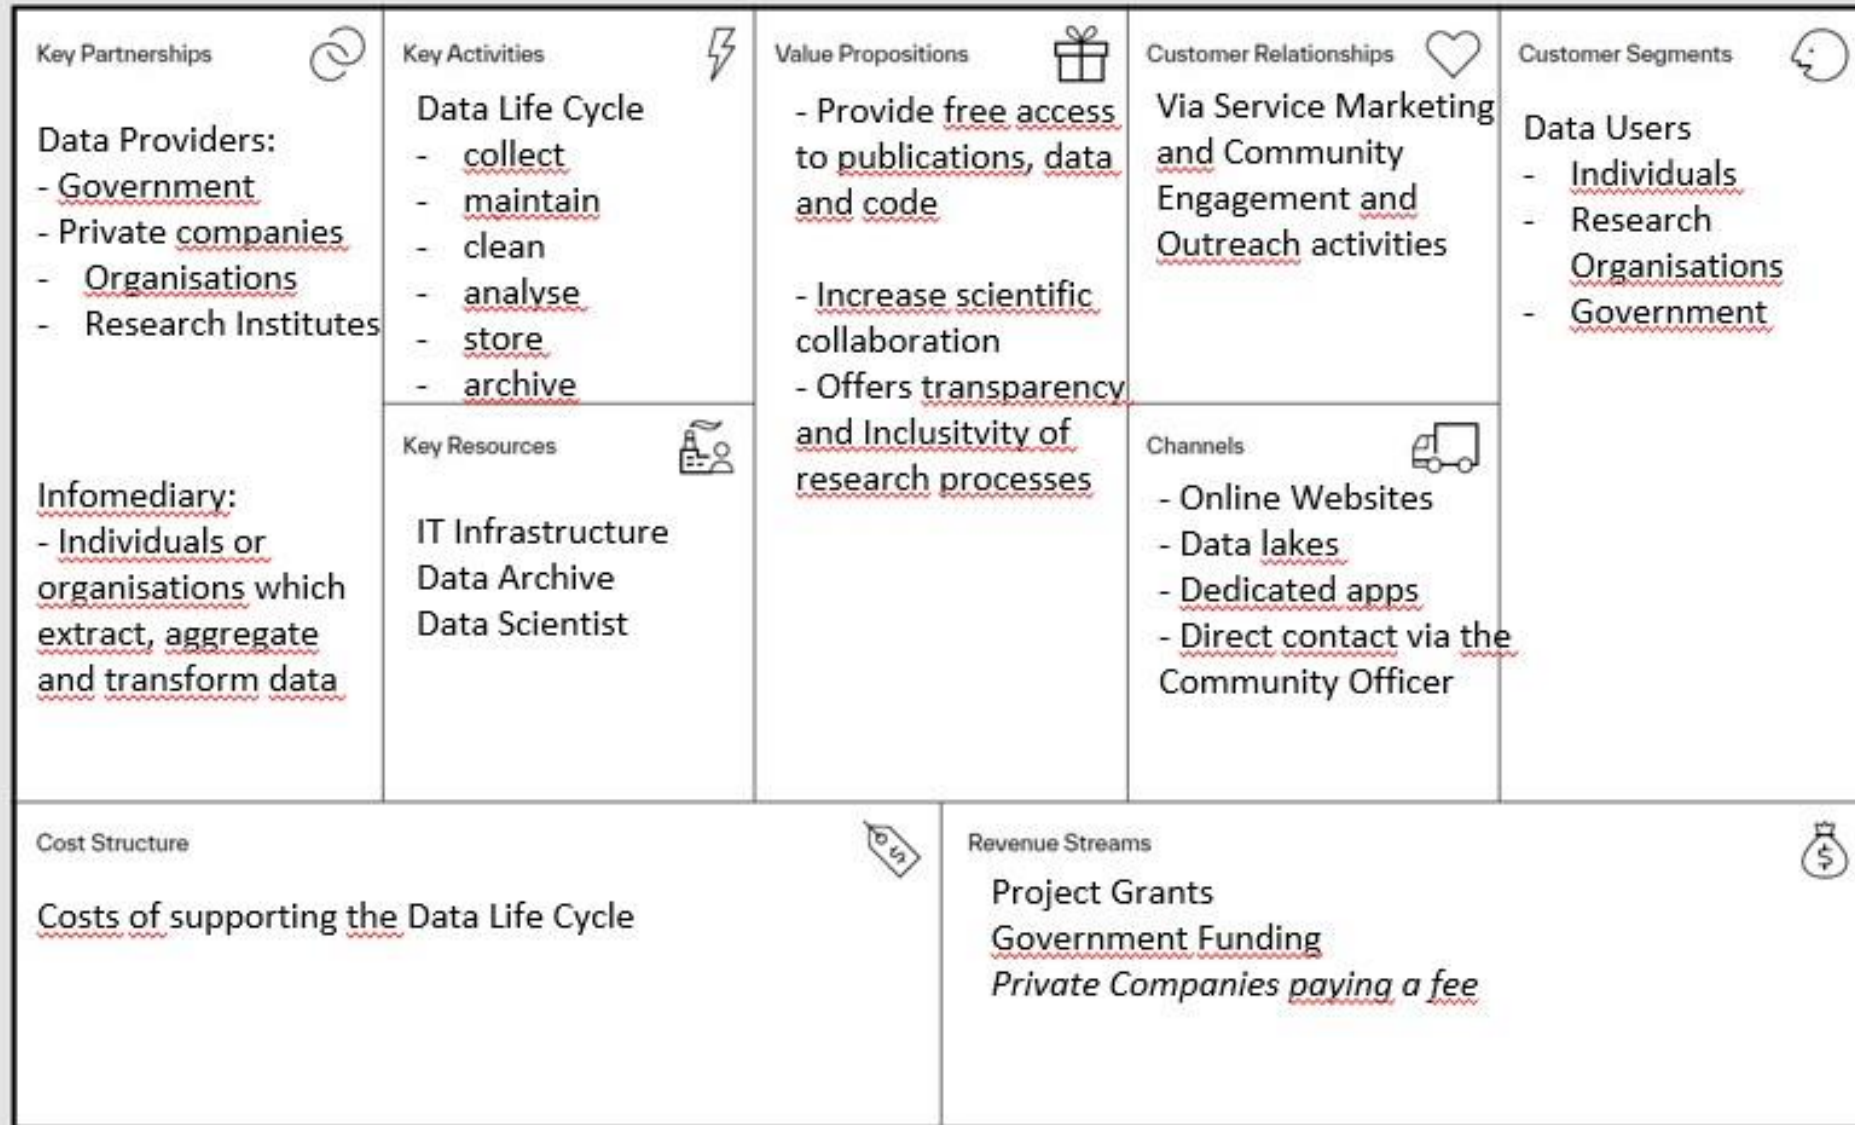 Key Partnerships
Data Providers:
- Government
- Private companies
- Organisations
- Research Institutes
Infomediary:
- Individuals or
organisations which
extract, aggregate
and transform data
Key Activities
Data Life Cycle
- collect
- maintain
- clean
- analyse
- store
- archive
Key Resources
IT Infrastructure
Data Archive
Data Scientist
Value Propositions
- Provide free access
to publications, data
and code
- Increase scientific
collaboration
- Offers transparency
and Inclusitvity of
research processes
Customer Relationships
Via Service Marketing
and Community
Engagement and
Outreach activities
Channels
- Online Websites
- Data lakes
- Dedicated apps
- Direct contact via the
Community Officer
Customer Segments
Data Users
- Individuals
- Research
Organisations
- Government
Cost Structure
Costs of supporting the Data Life Cycle
Revenue Streams
Project Grants
Government Funding
Private Companies paying a fee